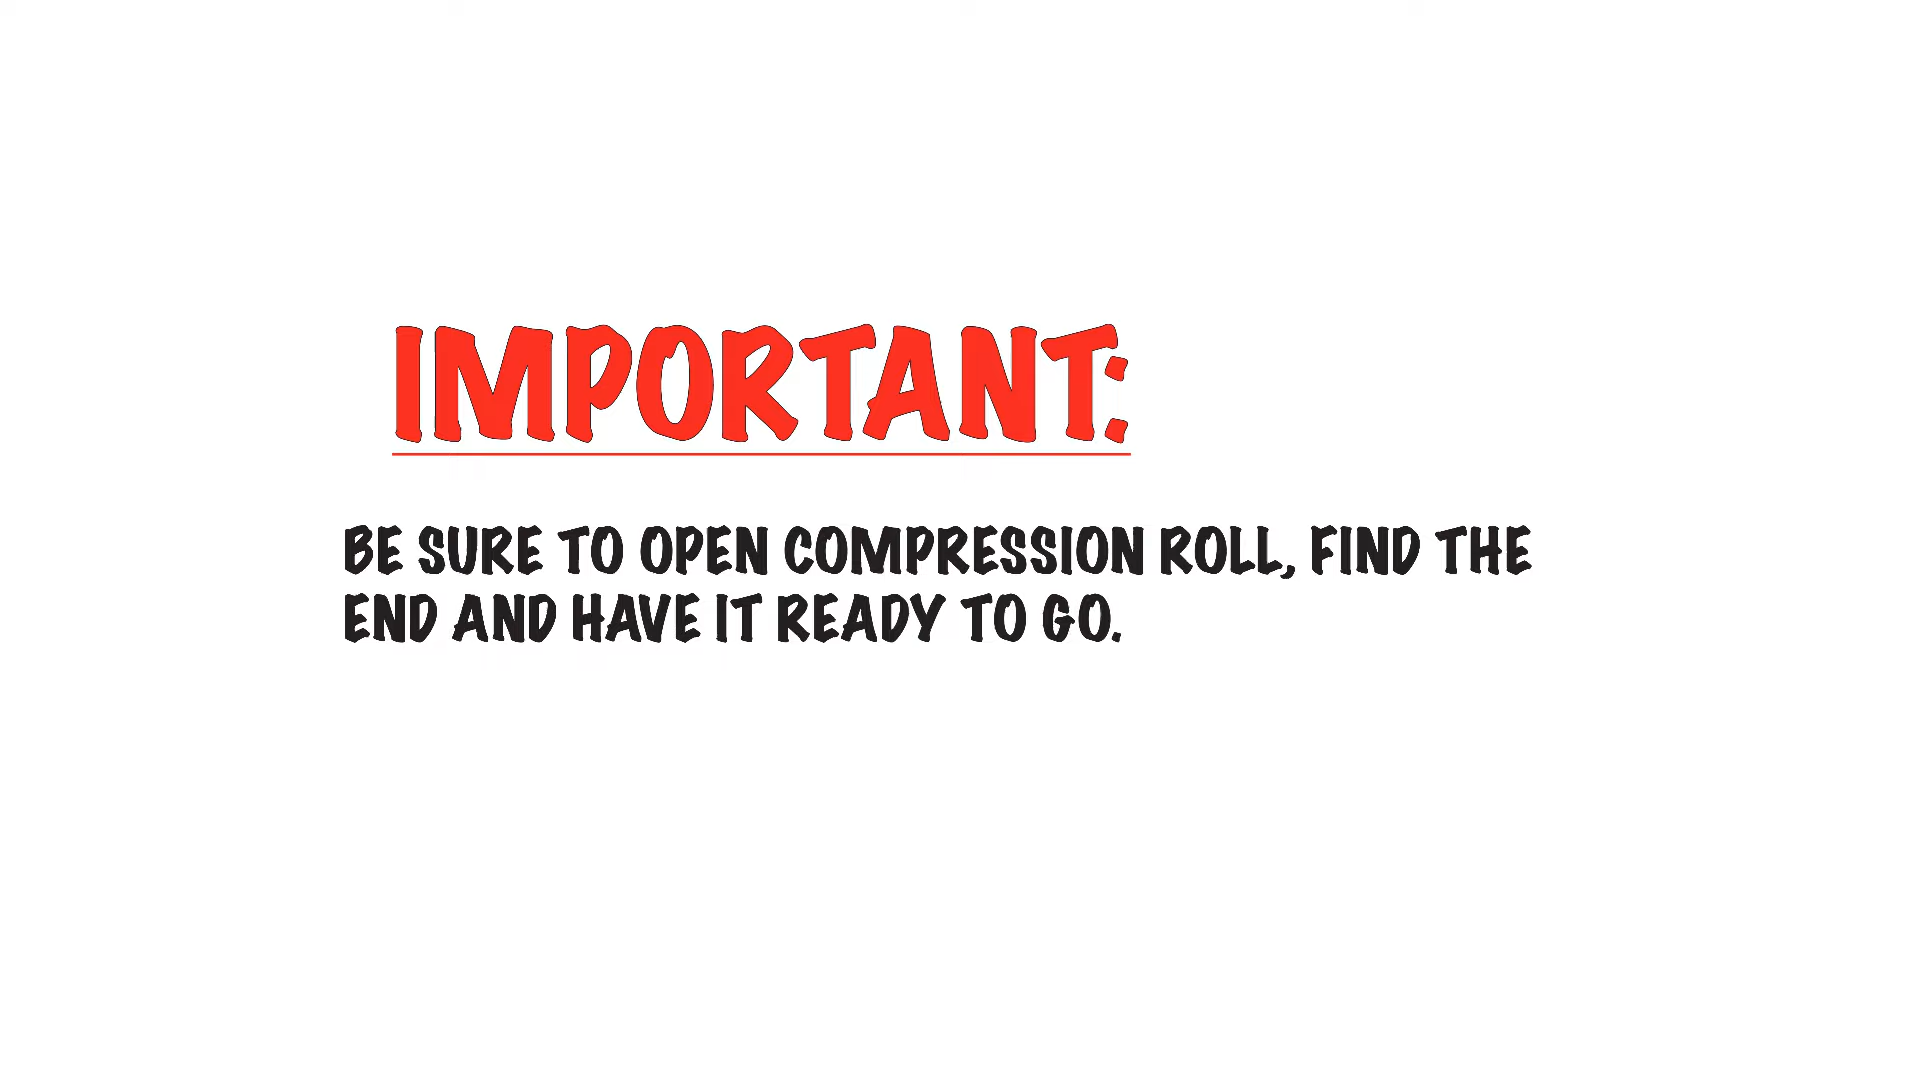 IMPORTANT:
BE SURE TO OPEN COMPRESSION ROLL, FIND THE
END AND HAVE IT READY TO GO.